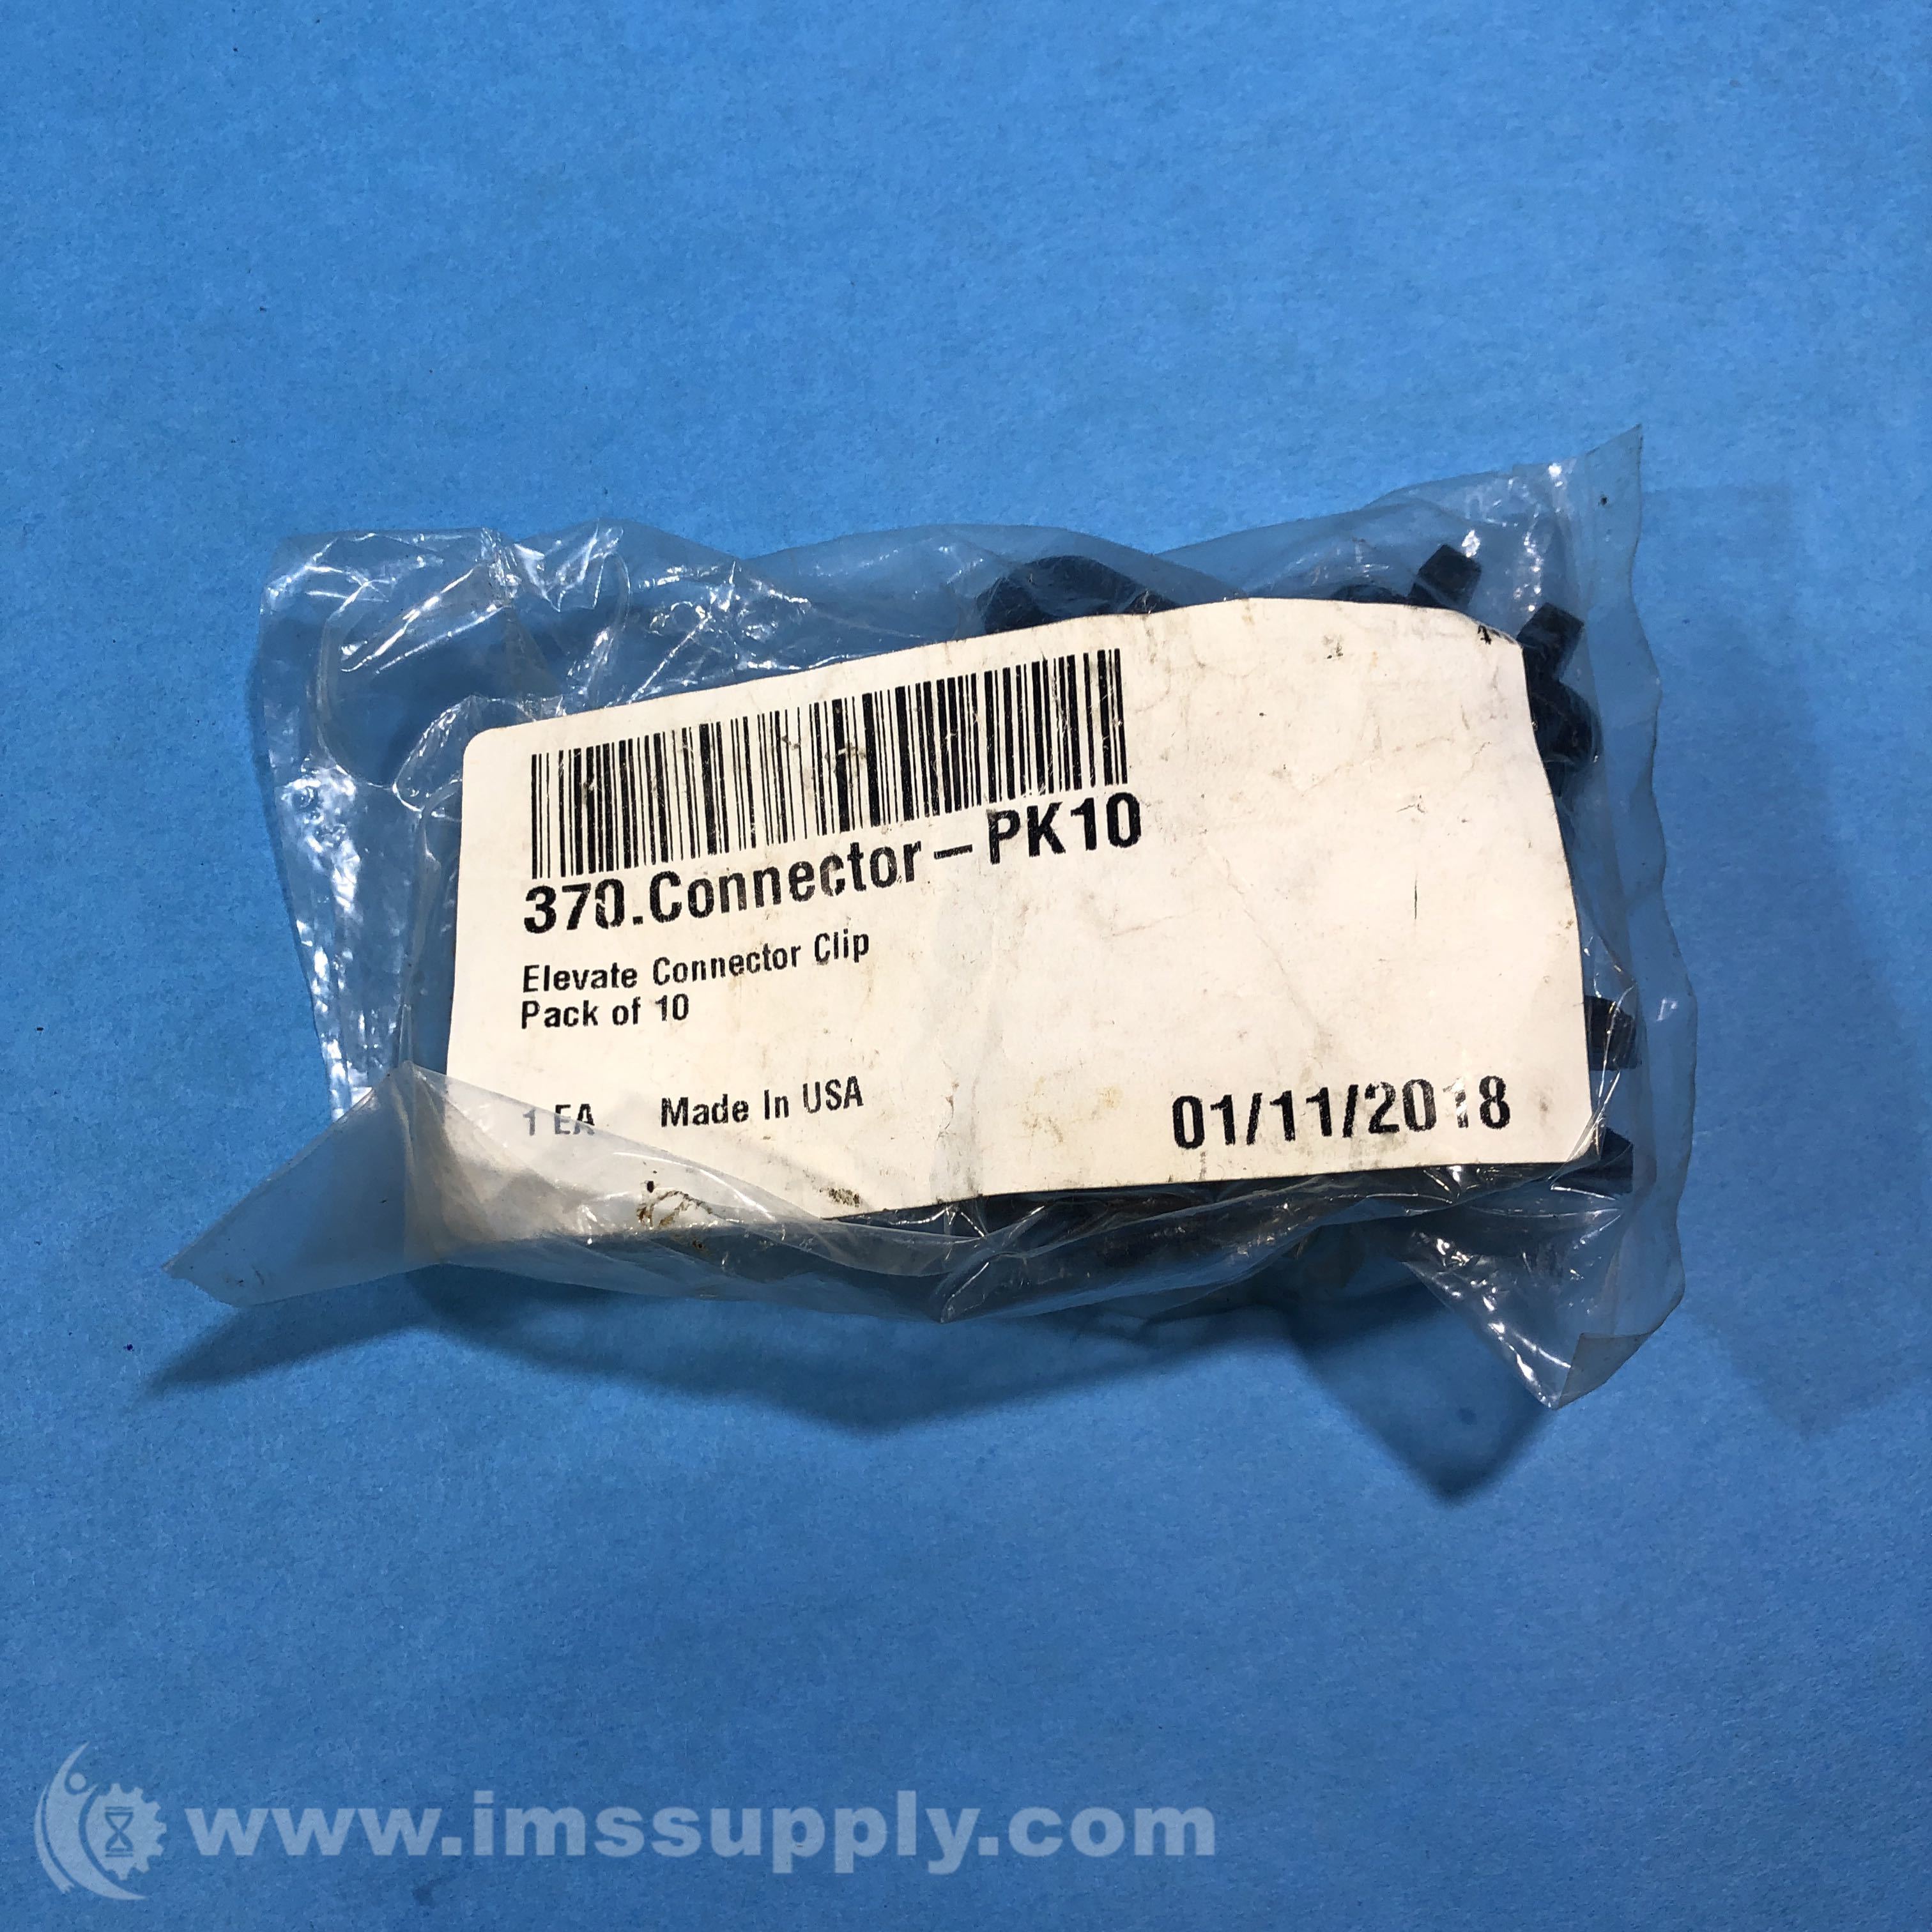 370.Connector-PK10
Elevate Connector Clip
Pack of 10
1 EA Made In USA
01/11/2018
www.imssupply.com